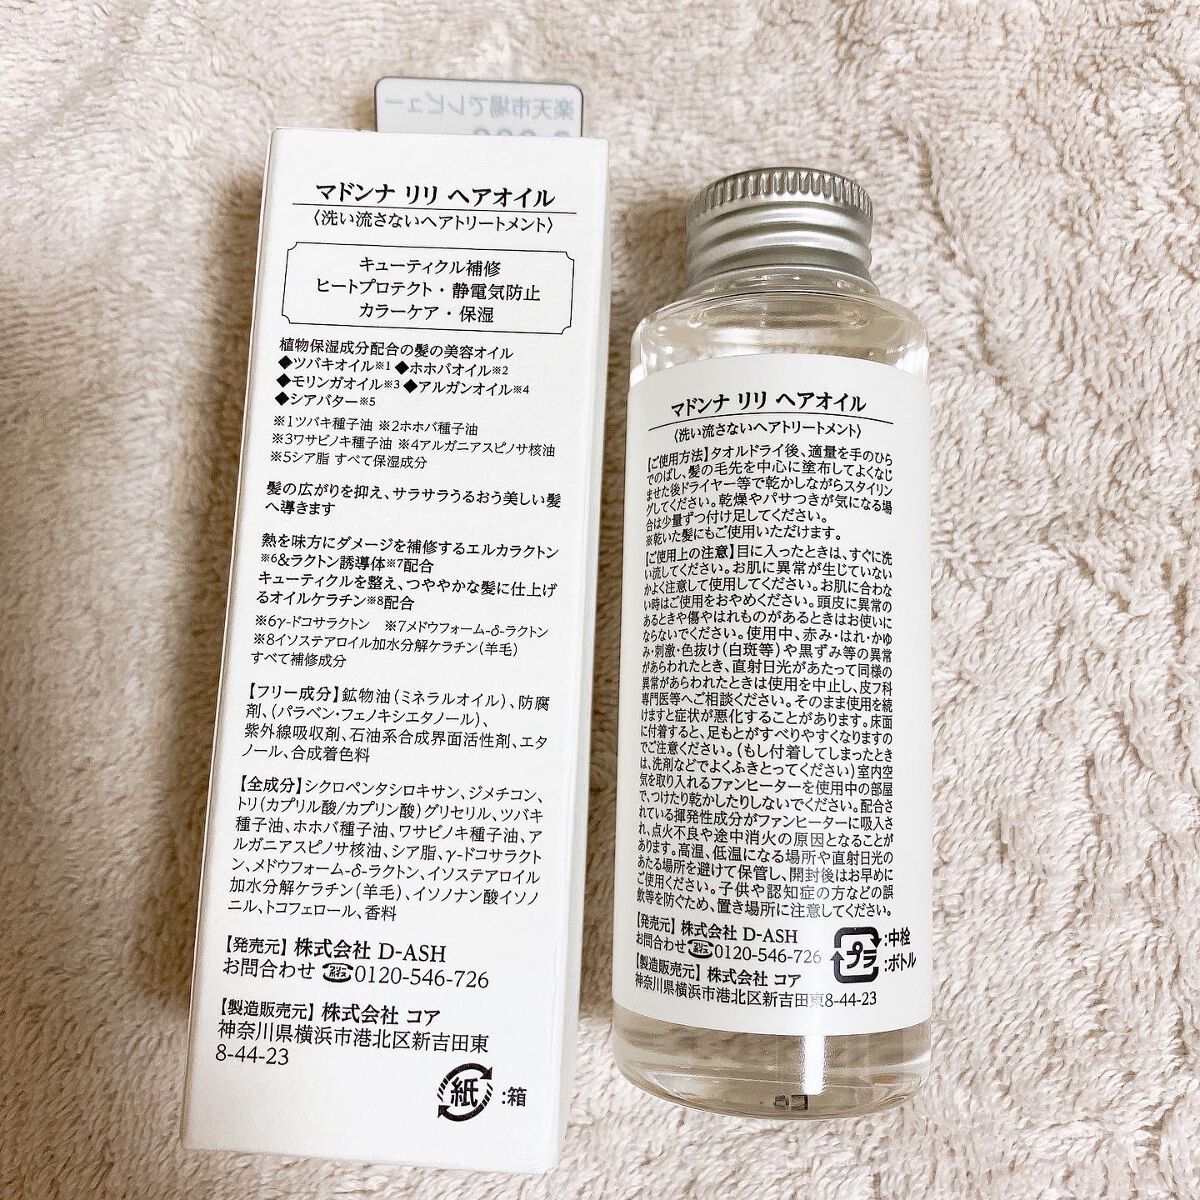 楽天市場でレビュー
マドンナ リリ ヘアオイル
〈洗い流さないヘアトリートメント〉
キューティクル補修
ヒートプロテクト・静電気防止
カラーケア・保湿
植物保湿成分配合の髪の美容オイル
◆ツバキオイル※1 ◆ホホバオイル※2
◆モリンガオイル※3 ◆アルガンオイル※4
◆シアバター※5
※1ツバキ種子油 ※2ホホバ種子油
※3ワサビノキ種子油 ※4アルガニアスピノサ核油
※5シア脂 すべて保湿成分
髪の広がりを抑え、サラサラうるおう美しい髪
へ導きます
熱を味方にダメージを補修するエルカラクトン
※6&ラクトン誘導体※7配合
キューティクルを整え、つややかな髪に仕上げ
るオイルケラチン※8配合
※6γ-ドコサラクトン ※7メドウフォーム-δ-ラクトン
※8イソステアロイル加水分解ケラチン(羊毛)
すべて補修成分
【フリー成分】鉱物油(ミネラルオイル)、防腐
剤、(パラベン・フェノキシエタノール)、
紫外線吸収剤、石油系合成界面活性剤、エタ
ノール、合成着色料
【全成分】シクロペンタシロキサン、ジメチコン、
トリ(カプリル酸/カプリン酸)グリセリル、ツバキ
種子油、ホホバ種子油、ワサビノキ種子油、ア
ルガニアスピノサ核油、シア脂、γ-ドコサラクト
ン、メドウフォーム-δ-ラクトン、イソステアロイル
加水分解ケラチン(羊毛)、イソノナン酸イソノ
ニル、トコフェロール、香料
【発売元】株式会社 D-ASH
お問合わせ 0120-546-726
【製造販売元】株式会社 コア
神奈川県横浜市港北区新吉田東
8-44-23
紙 :箱
マドンナ リリ ヘアオイル
〈洗い流さないヘアトリートメント〉
【ご使用方法】タオルドライ後、適量を手のひら
でのばし、髪の毛先を中心に塗布してよくなじ
ませた後ドライヤー等で乾かしながらスタイリン
グしてください。乾燥やパサつきが気になる場
合は少量ずつ付け足してください。
※乾いた髪にもご使用いただけます。
【ご使用上の注意】目に入ったときは、すぐに洗
い流してください。お肌に異常が生じていない
かよく注意して使用してください。お肌に合わな
い時はご使用をおやめください。頭皮に異常の
あるときや傷やはれものがあるときはお使いに
ならないでください。使用中、赤み・はれ・かゆ
み・刺激・色抜け(白斑等)や黒ずみ等の異常
があらわれたとき、直射日光があたって同様の
異常があらわれたときは使用を中止し、皮フ科
専門医等へご相談ください。そのまま使用を続
けますと症状が悪化することがあります。床面
に付着すると、足もとがすべりやすくなりますの
でご注意ください。(もし付着してしまったとき
は、洗剤などでよくふきとってください)室内空
気を取り入れるファンヒーターを使用中の部屋
で、つけたり乾かしたりしないでください。配合さ
れている揮発性成分がファンヒーターに吸入さ
れ、点火不良や途中消火の原因となることが
あります。高温、低温になる場所や直射日光の
あたる場所を避けて保管し、開封後はお早めに
ご使用ください。子供や認知症の方などの誤
飲等を防ぐため、置き場所に注意してください。
【発売元】株式会社 D-ASH
お問合わせ 0120-546-726
【製造販売元】株式会社 コア
神奈川県横浜市港北区新吉田東8-44-23
プラ :中栓
:ボトル